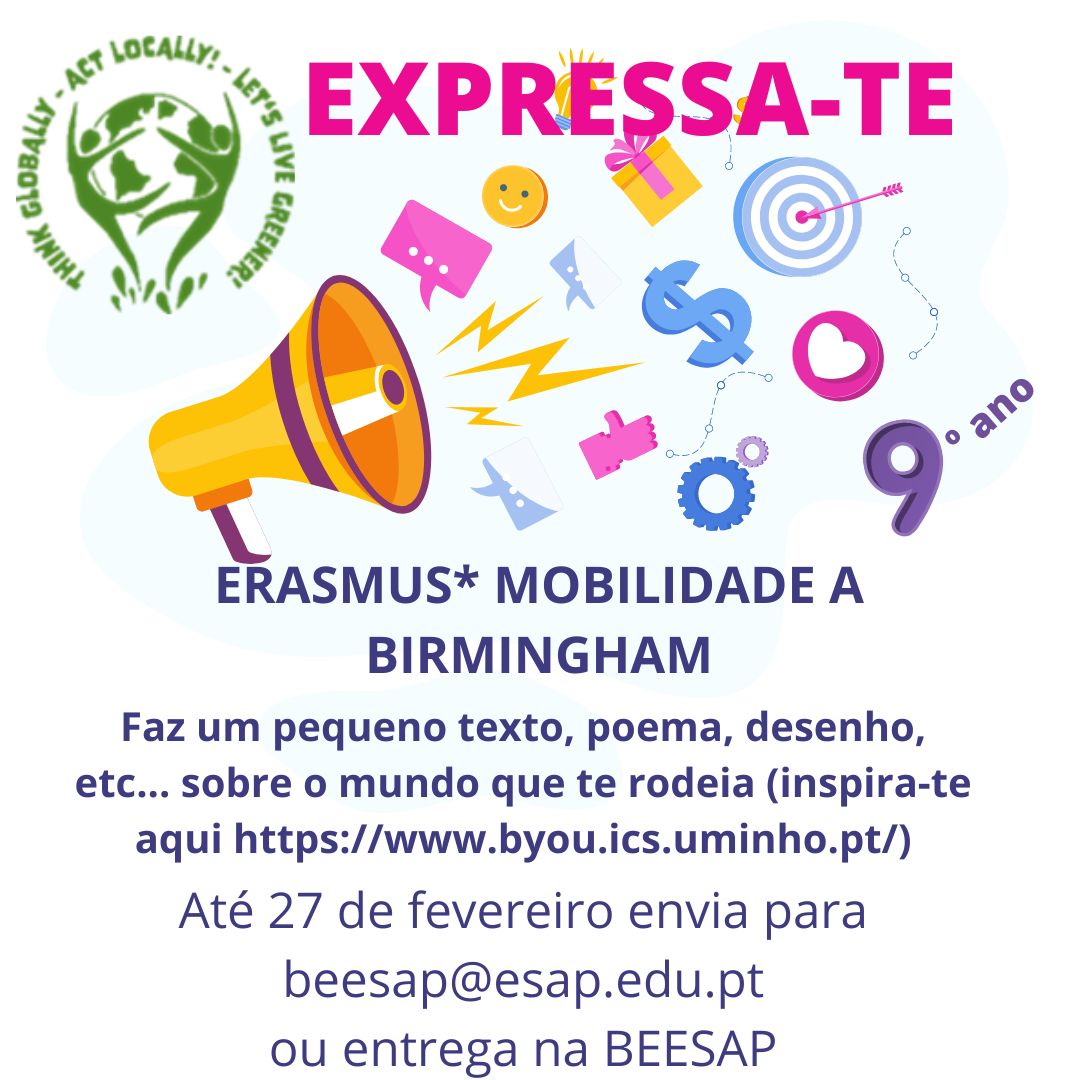 THINK GLOBALLY - ACT LOCALLY! - LET'S LIVE GREENER!
EXPRESSA-TE
9º ano
ERASMUS* MOBILIDADE A
BIRMINGHAM
Faz um pequeno texto, poema, desenho,
etc... sobre o mundo que te rodeia (inspira-te
aqui https://www.byou.ics.uminho.pt/)
Até 27 de fevereiro envia para
beesap@esap.edu.pt
ou entrega na BEESAP